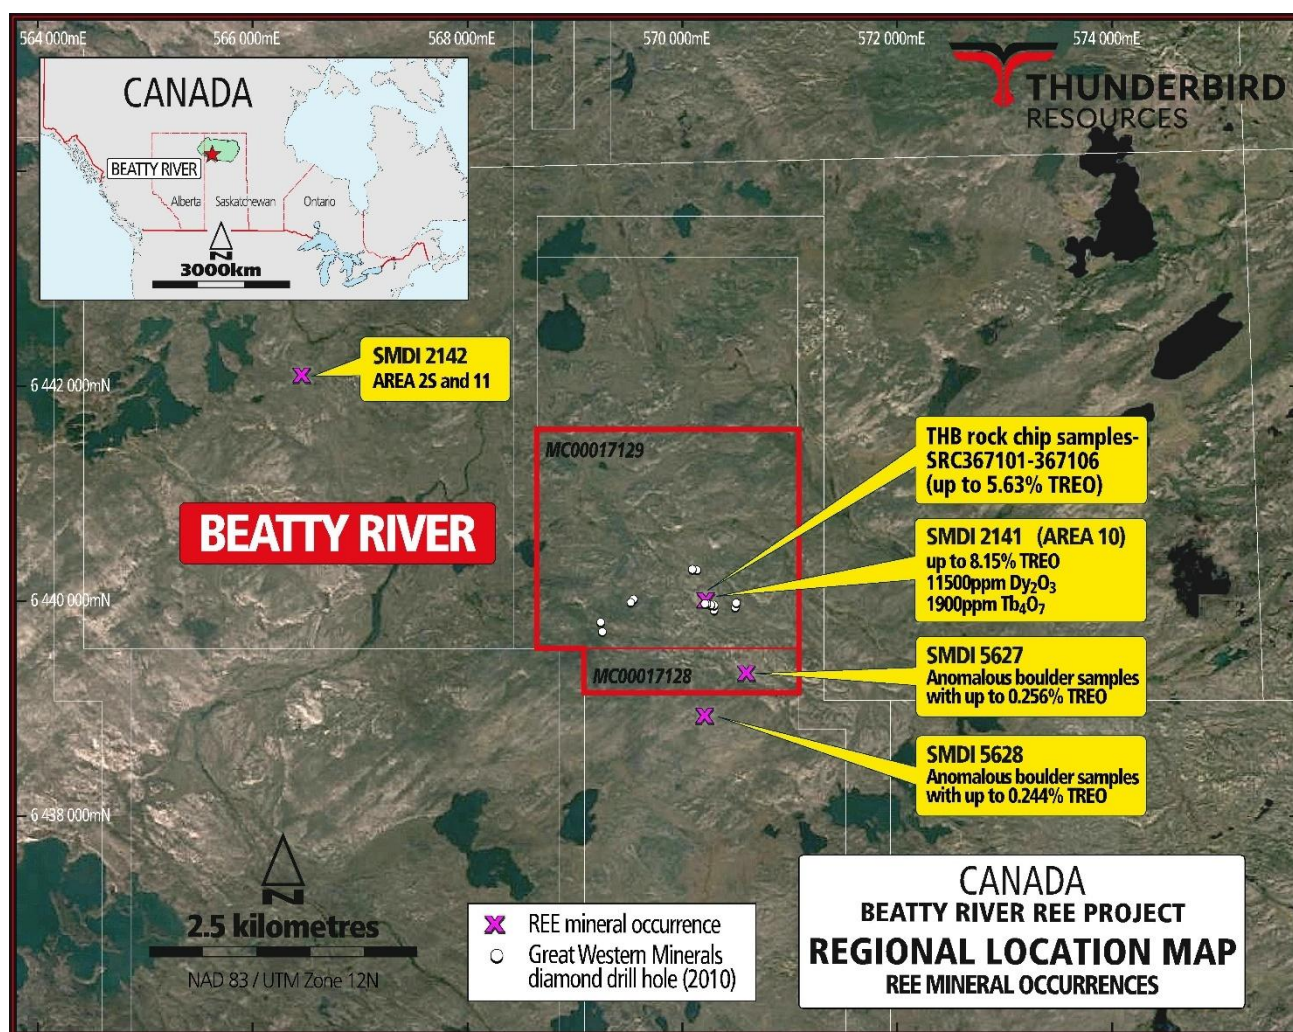 564 000mE
566 000mE
568 000mE
570 000mE
572 000mE
574 000mE
THUNDERBIRD
RESOURCES
CANADA
BEATTY RIVER
Alberta
Saskatchewan
Ontario
N
3000km
6 442 000mN
SMDI 2142
AREA 2S and 11
MC00017129
THB rock chip samples-
SRC367101-367106
(up to 5.63% TREO)
BEATTY RIVER
SMDI 2141 (AREA 10)
up to 8.15% TREO
11500ppm Dy₂O₃
1900ppm Tb₄O₇
6 440 000mN
SMDI 5627
Anomalous boulder samples
with up to 0.256% TREO
MC00017128
SMDI 5628
Anomalous boulder samples
with up to 0.244% TREO
6 438 000mN
N
2.5 kilometres
NAD 83 / UTM Zone 12N
REE mineral occurrence
Great Western Minerals
diamond drill hole (2010)
CANADA
BEATTY RIVER REE PROJECT
REGIONAL LOCATION MAP
REE MINERAL OCCURRENCES